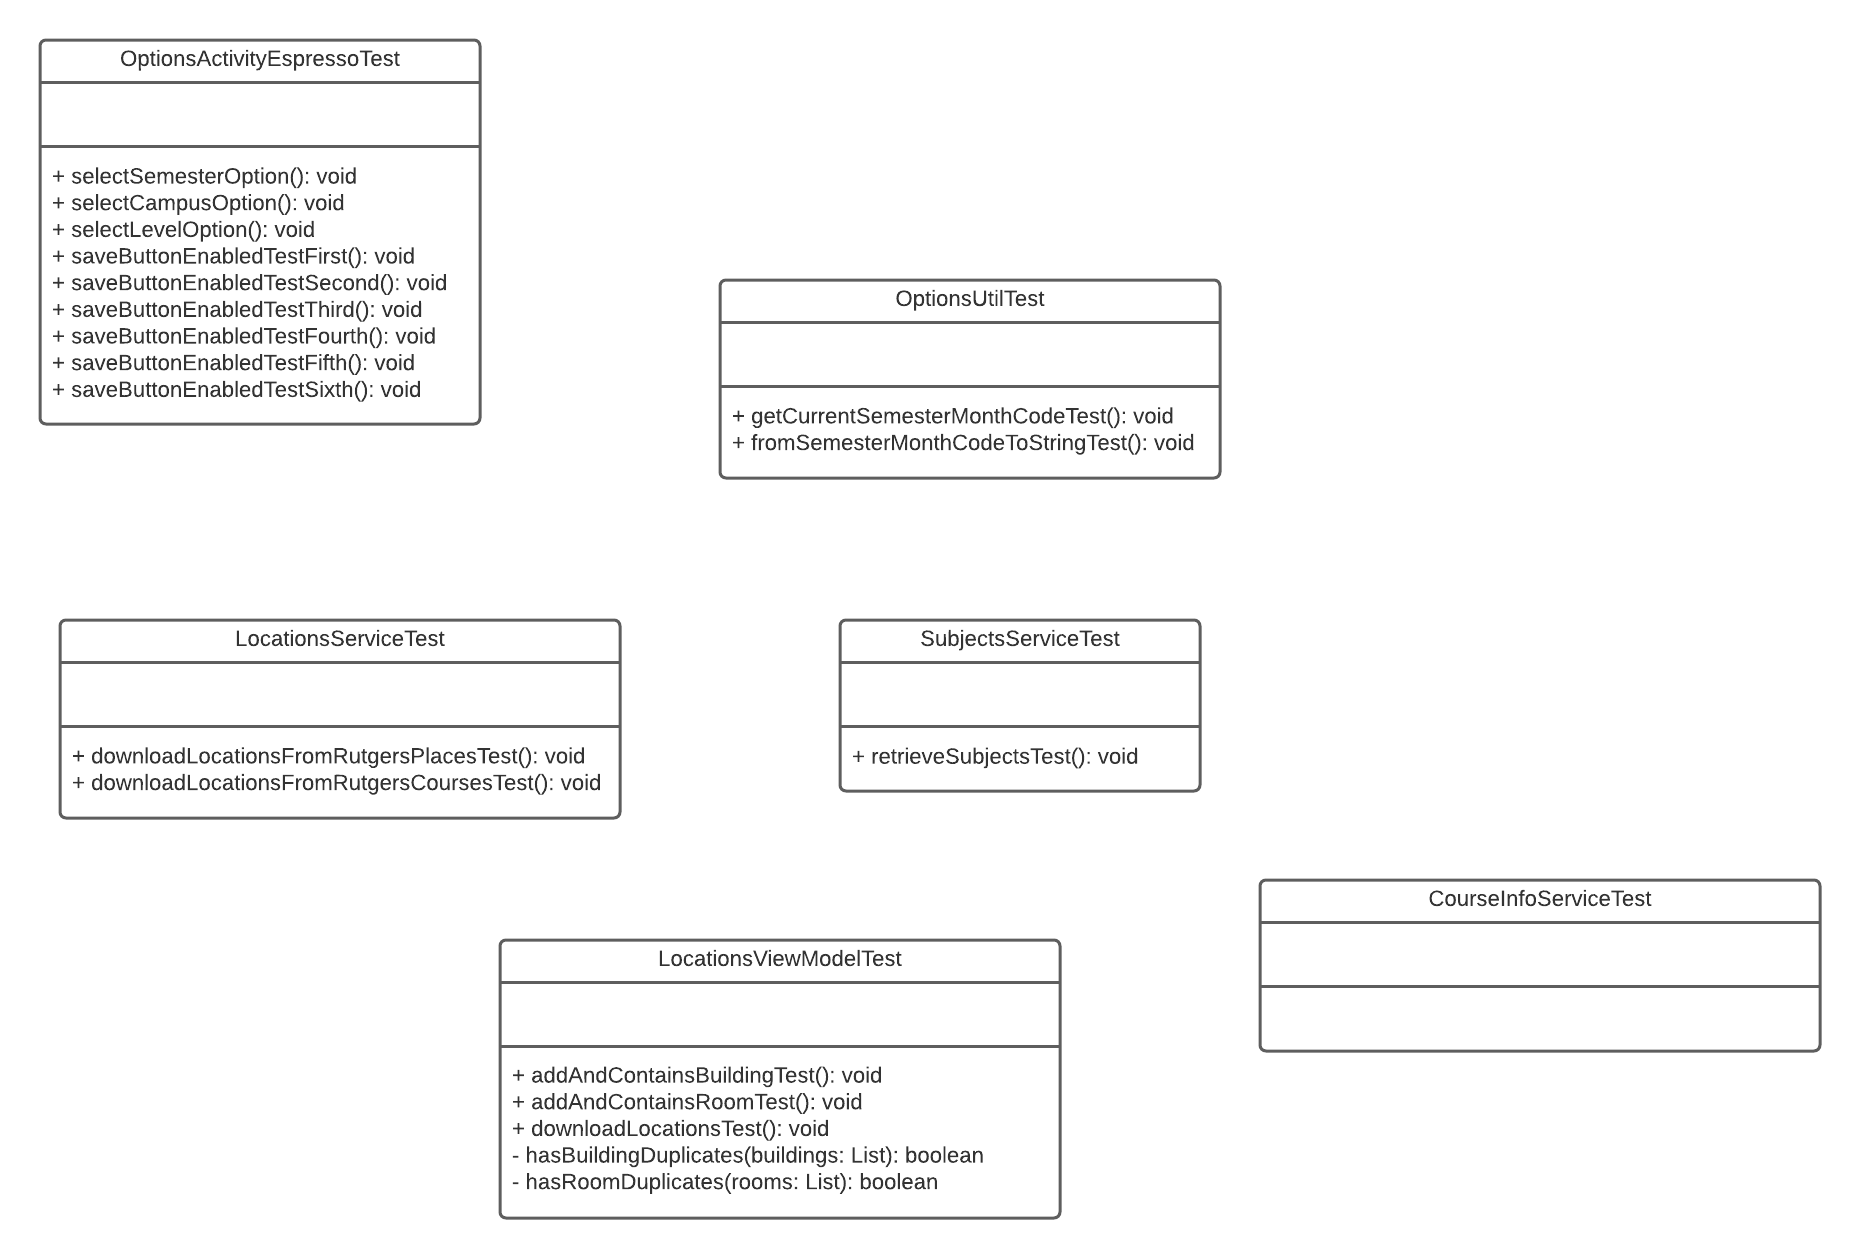 OptionsActivityEspressoTest
+ selectSemesterOption(): void
+ selectCampusOption(): void
+ selectLevelOption(): void
+ saveButtonEnabledTestFirst(): void
+ saveButtonEnabledTestSecond(): void
+ saveButtonEnabledTestThird(): void
+ saveButtonEnabledTestFourth(): void
+ saveButtonEnabledTestFifth(): void
+ saveButtonEnabledTestSixth(): void
OptionsUtilTest
+ getCurrentSemesterMonthCodeTest(): void
+ fromSemesterMonthCodeToStringTest(): void
LocationsServiceTest
+ downloadLocationsFromRutgersPlacesTest(): void
+ downloadLocationsFromRutgersCoursesTest(): void
SubjectsServiceTest
+ retrieveSubjectsTest(): void
CourseInfoServiceTest
LocationsViewModelTest
+ addAndContainsBuildingTest(): void
+ addAndContainsRoomTest(): void
+ downloadLocationsTest(): void
- hasBuildingDuplicates(buildings: List): boolean
- hasRoomDuplicates(rooms: List): boolean